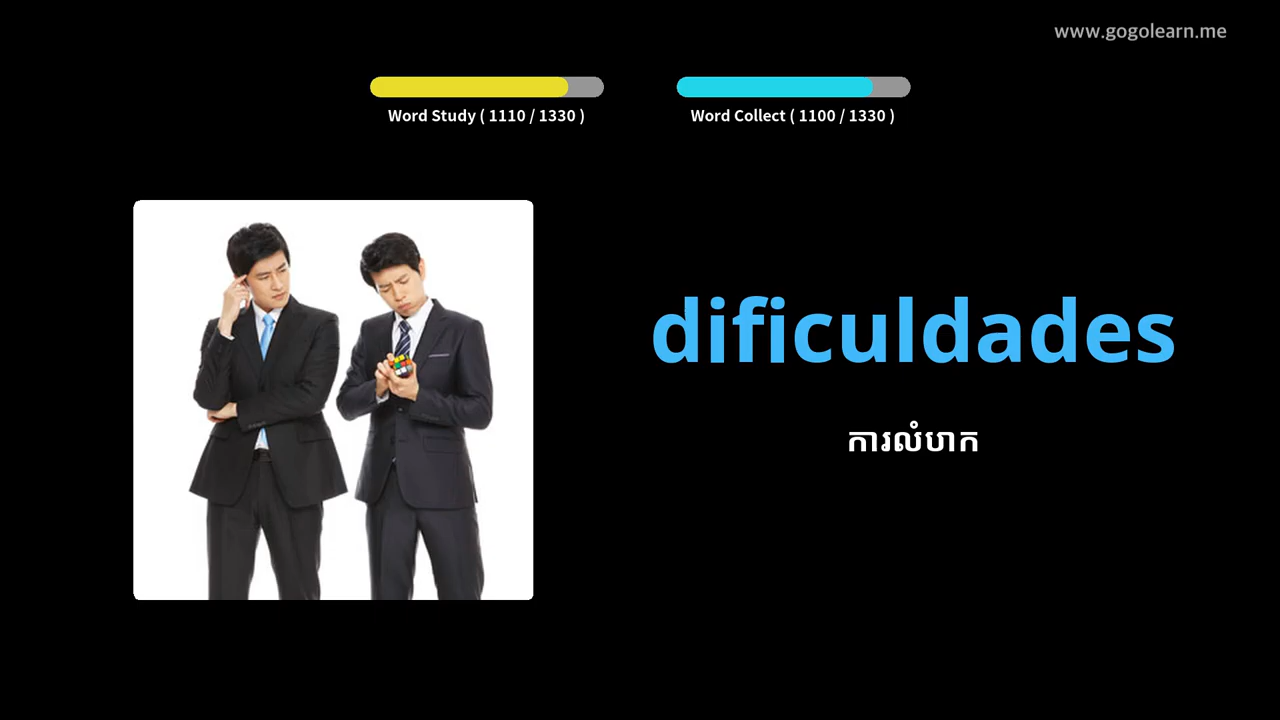 www.gogolearn.me
Word Study ( 1110 / 1330 )
Word Collect ( 1100 / 1330 )
dificuldades
ការលំបាក